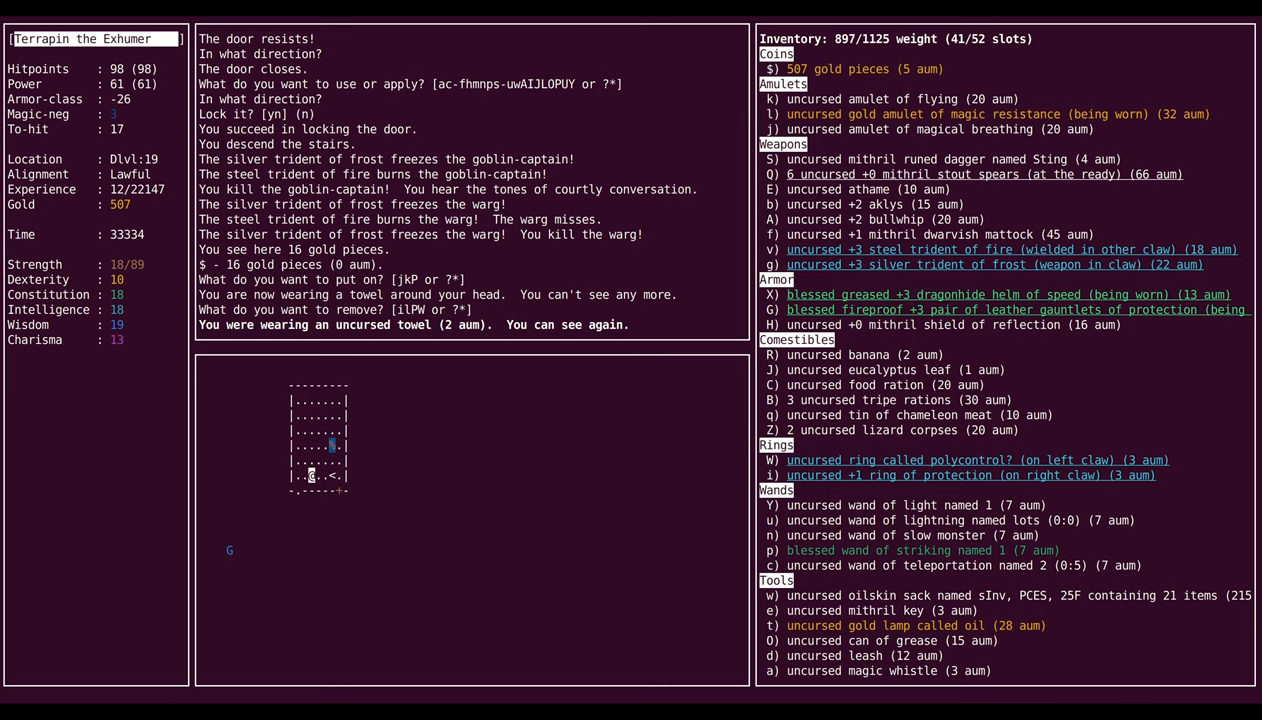 [Terrapin the Exhumer ]
Hitpoints : 98 (98)
Power : 61 (61)
Armor-class : -26
Magic-neg : 3
To-hit : 17
Location : Dlvl:19
Alignment : Lawful
Experience : 12/22147
Gold : 507
Time : 33334
Strength : 18/89
Dexterity : 10
Constitution : 18
Intelligence : 18
Wisdom : 19
Charisma : 13
The door resists!
In what direction?
The door closes.
What do you want to use or apply? [ac-fhmnps-uwAIJLOPUY or ?*]
In what direction?
Lock it? [yn] (n)
You succeed in locking the door.
You descend the stairs.
The silver trident of frost freezes the goblin-captain!
The steel trident of fire burns the goblin-captain!
You kill the goblin-captain!  You hear the tones of courtly conversation.
The silver trident of frost freezes the warg!
The steel trident of fire burns the warg!  The warg misses.
The silver trident of frost freezes the warg!  You kill the warg!
You see here 16 gold pieces.
$ - 16 gold pieces (0 aum).
What do you want to put on? [jkP or ?*]
You are now wearing a towel around your head.  You can't see any more.
What do you want to remove? [ilPW or ?*]
You were wearing an uncursed towel (2 aum).  You can see again.
---------
|.......|
|.......|
|.......|
|.....%.|
|.......|
|..@..<.|
-.-----+-
G
Inventory: 897/1125 weight (41/52 slots)
Coins
$) 507 gold pieces (5 aum)
Amulets
k) uncursed amulet of flying (20 aum)
l) uncursed gold amulet of magic resistance (being worn) (32 aum)
j) uncursed amulet of magical breathing (20 aum)
Weapons
S) uncursed mithril runed dagger named Sting (4 aum)
Q) 6 uncursed +0 mithril stout spears (at the ready) (66 aum)
E) uncursed athame (10 aum)
b) uncursed +2 aklys (15 aum)
A) uncursed +2 bullwhip (20 aum)
f) uncursed +1 mithril dwarvish mattock (45 aum)
v) uncursed +3 steel trident of fire (wielded in other claw) (18 aum)
g) uncursed +3 silver trident of frost (weapon in claw) (22 aum)
Armor
X) blessed greased +3 dragonhide helm of speed (being worn) (13 aum)
G) blessed fireproof +3 pair of leather gauntlets of protection (being
H) uncursed +0 mithril shield of reflection (16 aum)
Comestibles
R) uncursed banana (2 aum)
J) uncursed eucalyptus leaf (1 aum)
C) uncursed food ration (20 aum)
B) 3 uncursed tripe rations (30 aum)
q) uncursed tin of chameleon meat (10 aum)
Z) 2 uncursed lizard corpses (20 aum)
Rings
W) uncursed ring called polycontrol? (on left claw) (3 aum)
i) uncursed +1 ring of protection (on right claw) (3 aum)
Wands
Y) uncursed wand of light named 1 (7 aum)
u) uncursed wand of lightning named lots (0:0) (7 aum)
n) uncursed wand of slow monster (7 aum)
p) blessed wand of striking named 1 (7 aum)
c) uncursed wand of teleportation named 2 (0:5) (7 aum)
Tools
w) uncursed oilskin sack named sInv, PCES, 25F containing 21 items (215
e) uncursed mithril key (3 aum)
t) uncursed gold lamp called oil (28 aum)
O) uncursed can of grease (15 aum)
d) uncursed leash (12 aum)
a) uncursed magic whistle (3 aum)